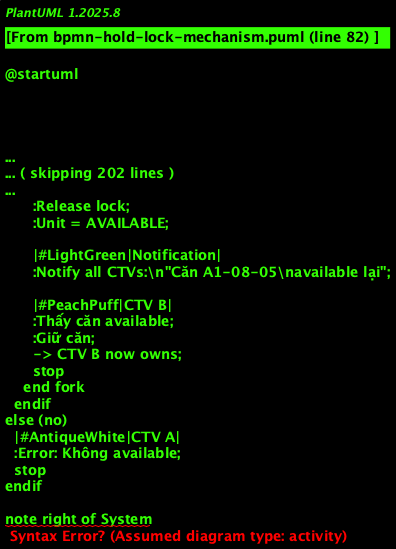 PlantUML 1.2025.8
[From bpmn-hold-lock-mechanism.puml (line 82) ]
@startuml
...
... ( skipping 202 lines )
...
:Release lock;
:Unit = AVAILABLE;
|#LightGreen|Notification|
:Notify all CTVs:\n"Căn A1-08-05\navailable lại";
|#PeachPuff|CTV B|
:Thấy căn available;
:Giữ căn;
-> CTV B now owns;
stop
end fork
endif
else (no)
|#AntiqueWhite|CTV A|
:Error: Không available;
stop
endif
note right of System
Syntax Error? (Assumed diagram type: activity)